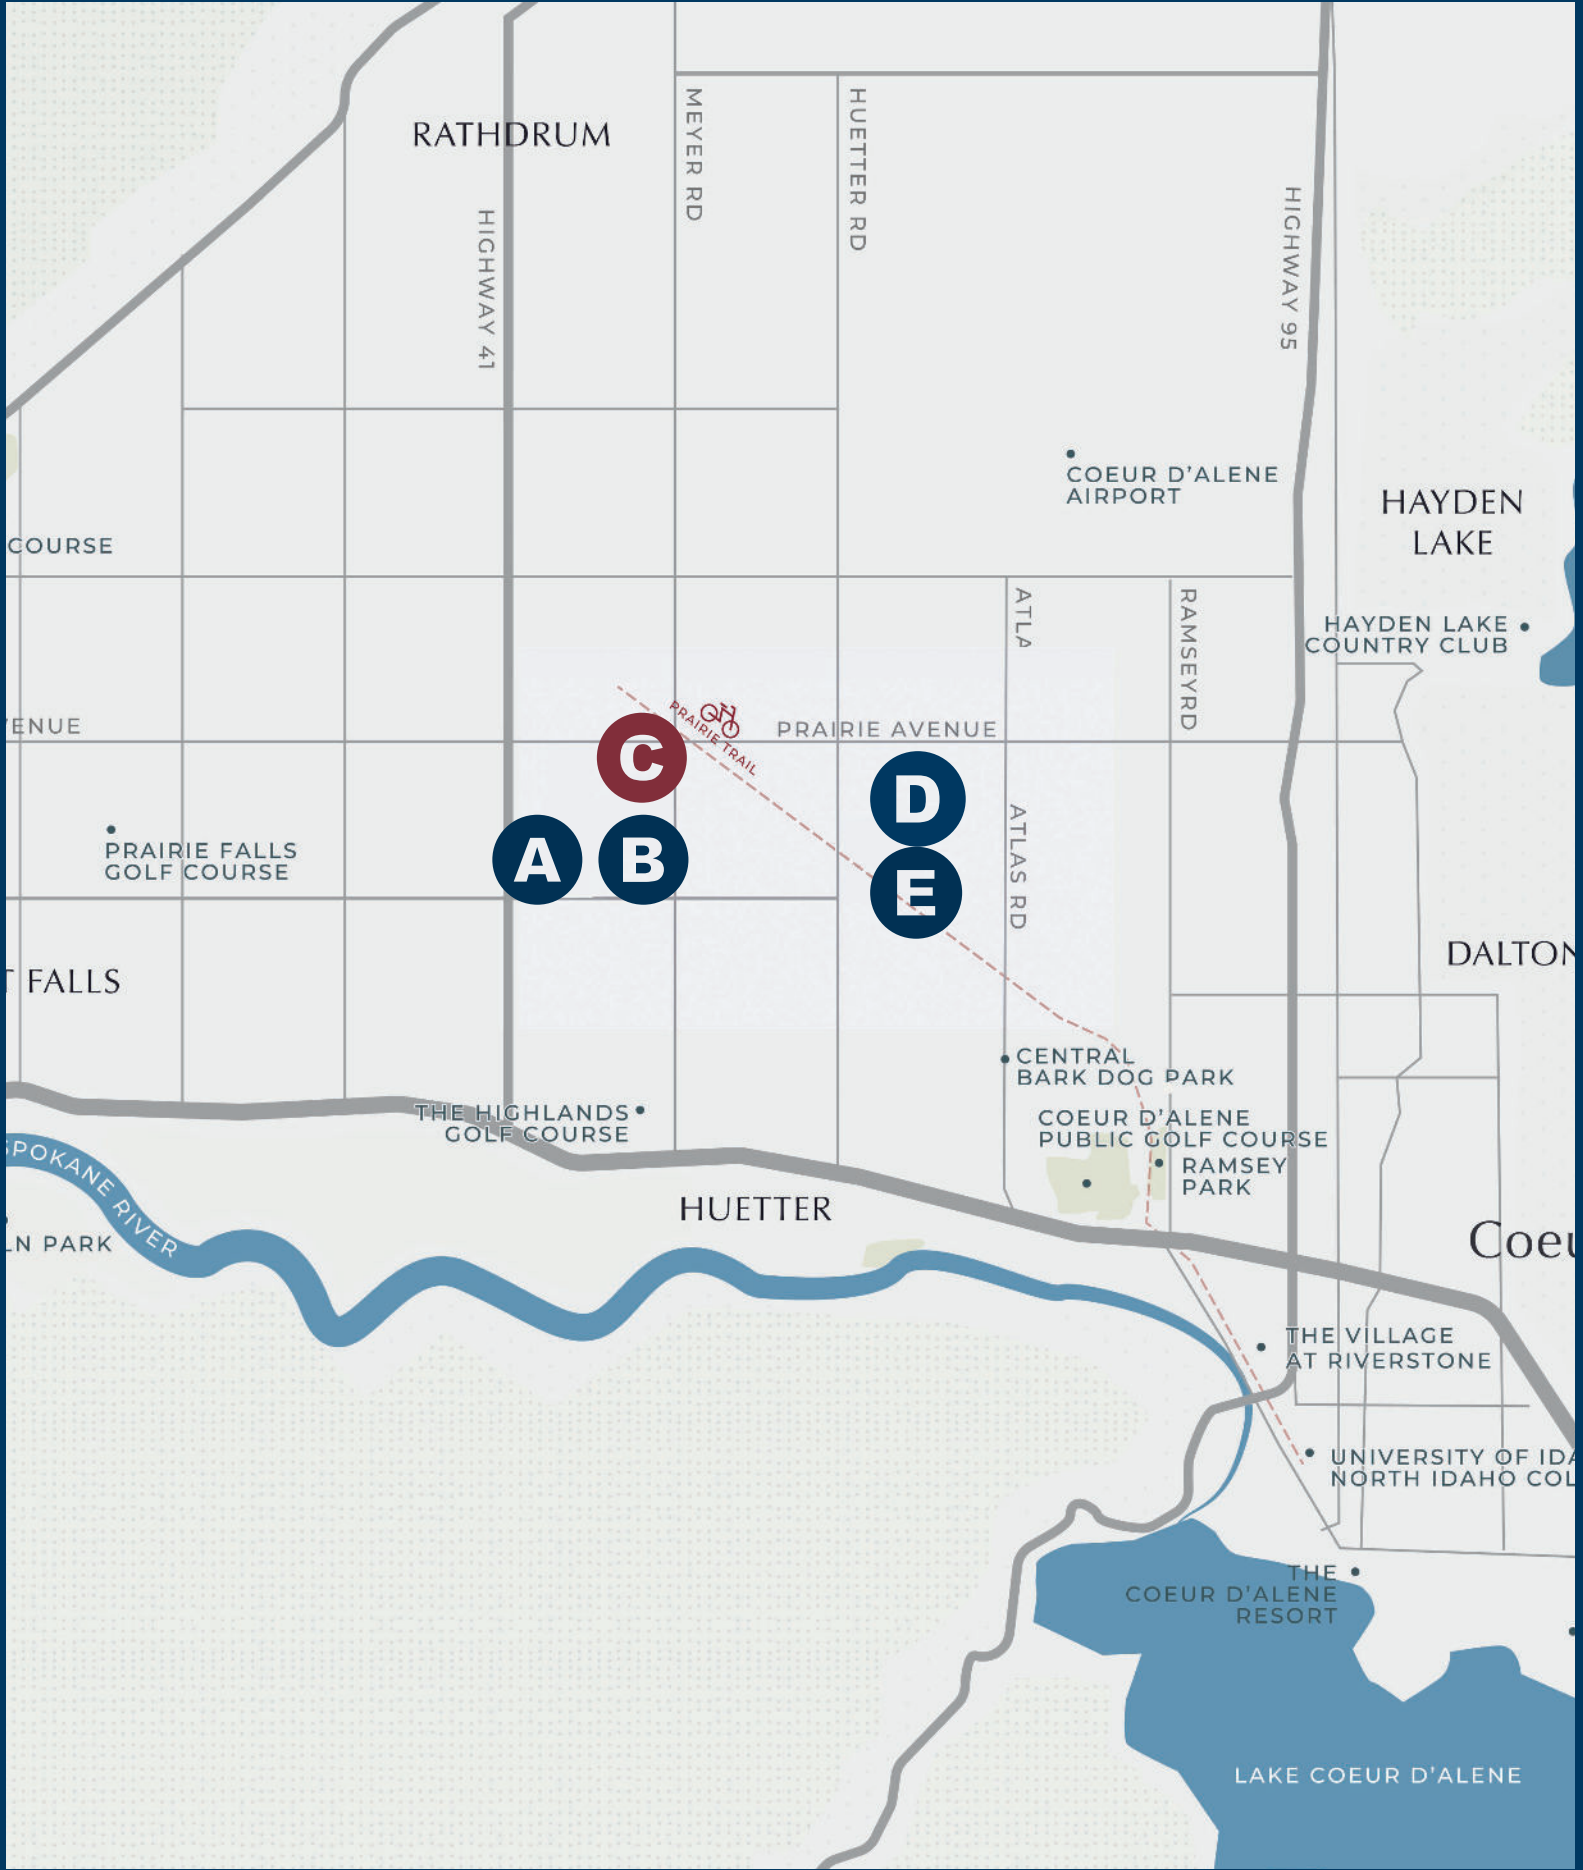 RATHDRUM
MEYER RD
HUETTER RD
HIGHWAY 41
HIGHWAY 95
COEUR D'ALENE
AIRPORT
HAYDEN
LAKE
COURSE
ATLA
RAMSEYRD
HAYDEN LAKE
COUNTRY CLUB
PRAIRIE TRAIL
ENUE
PRAIRIE AVENUE
C
D
A
B
E
PRAIRIE FALLS
GOLF COURSE
ATLAS RD
DALTON
FALLS
CENTRAL
BARK DOG PARK
THE HIGHLANDS
GOLF COURSE
COEUR D'ALENE
PUBLIC GOLF COURSE
RAMSEY
PARK
SPOKANE RIVER
HUETTER
LN PARK
Coeu
THE VILLAGE
AT RIVERSTONE
UNIVERSITY OF IDA
NORTH IDAHO COL
THE
COEUR D'ALENE
RESORT
LAKE COEUR D'ALENE